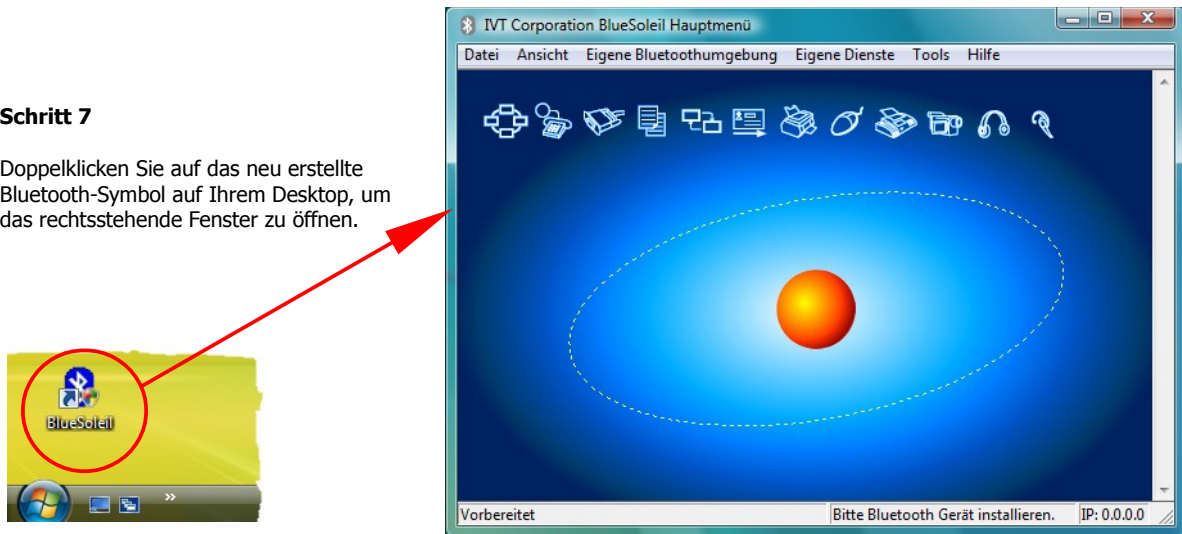 Schritt 7
Doppelklicken Sie auf das neu erstellte
Bluetooth-Symbol auf Ihrem Desktop, um
das rechtsstehende Fenster zu öffnen.
BlueSoleil
»
IVT Corporation BlueSoleil Hauptmenü
Datei Ansicht Eigene Bluetoothumgebung Eigene Dienste Tools Hilfe
Vorbereitet Bitte Bluetooth Gerät installieren. IP: 0.0.0.0